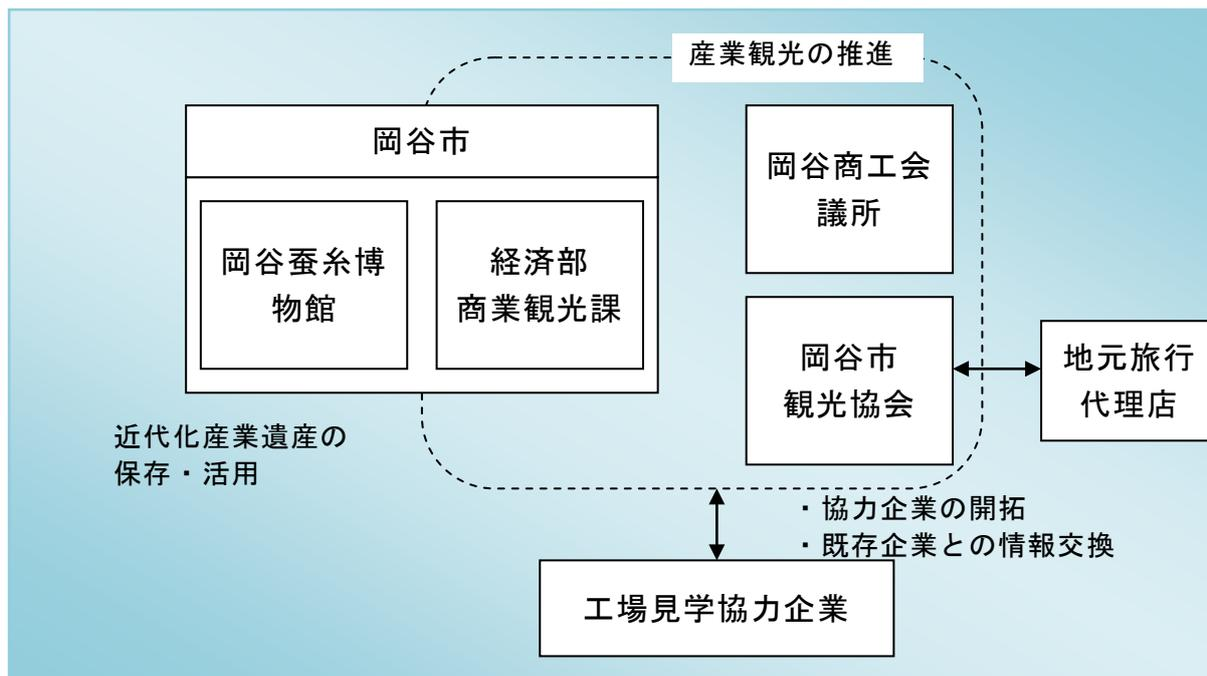 産業観光の推進
岡谷市
岡谷蚕糸博
物館
経済部
商業観光課
岡谷商工会
議所
岡谷市
観光協会
地元旅行
代理店
近代化産業遺産の
保存・活用
・協力企業の開拓
・既存企業との情報交換
工場見学協力企業